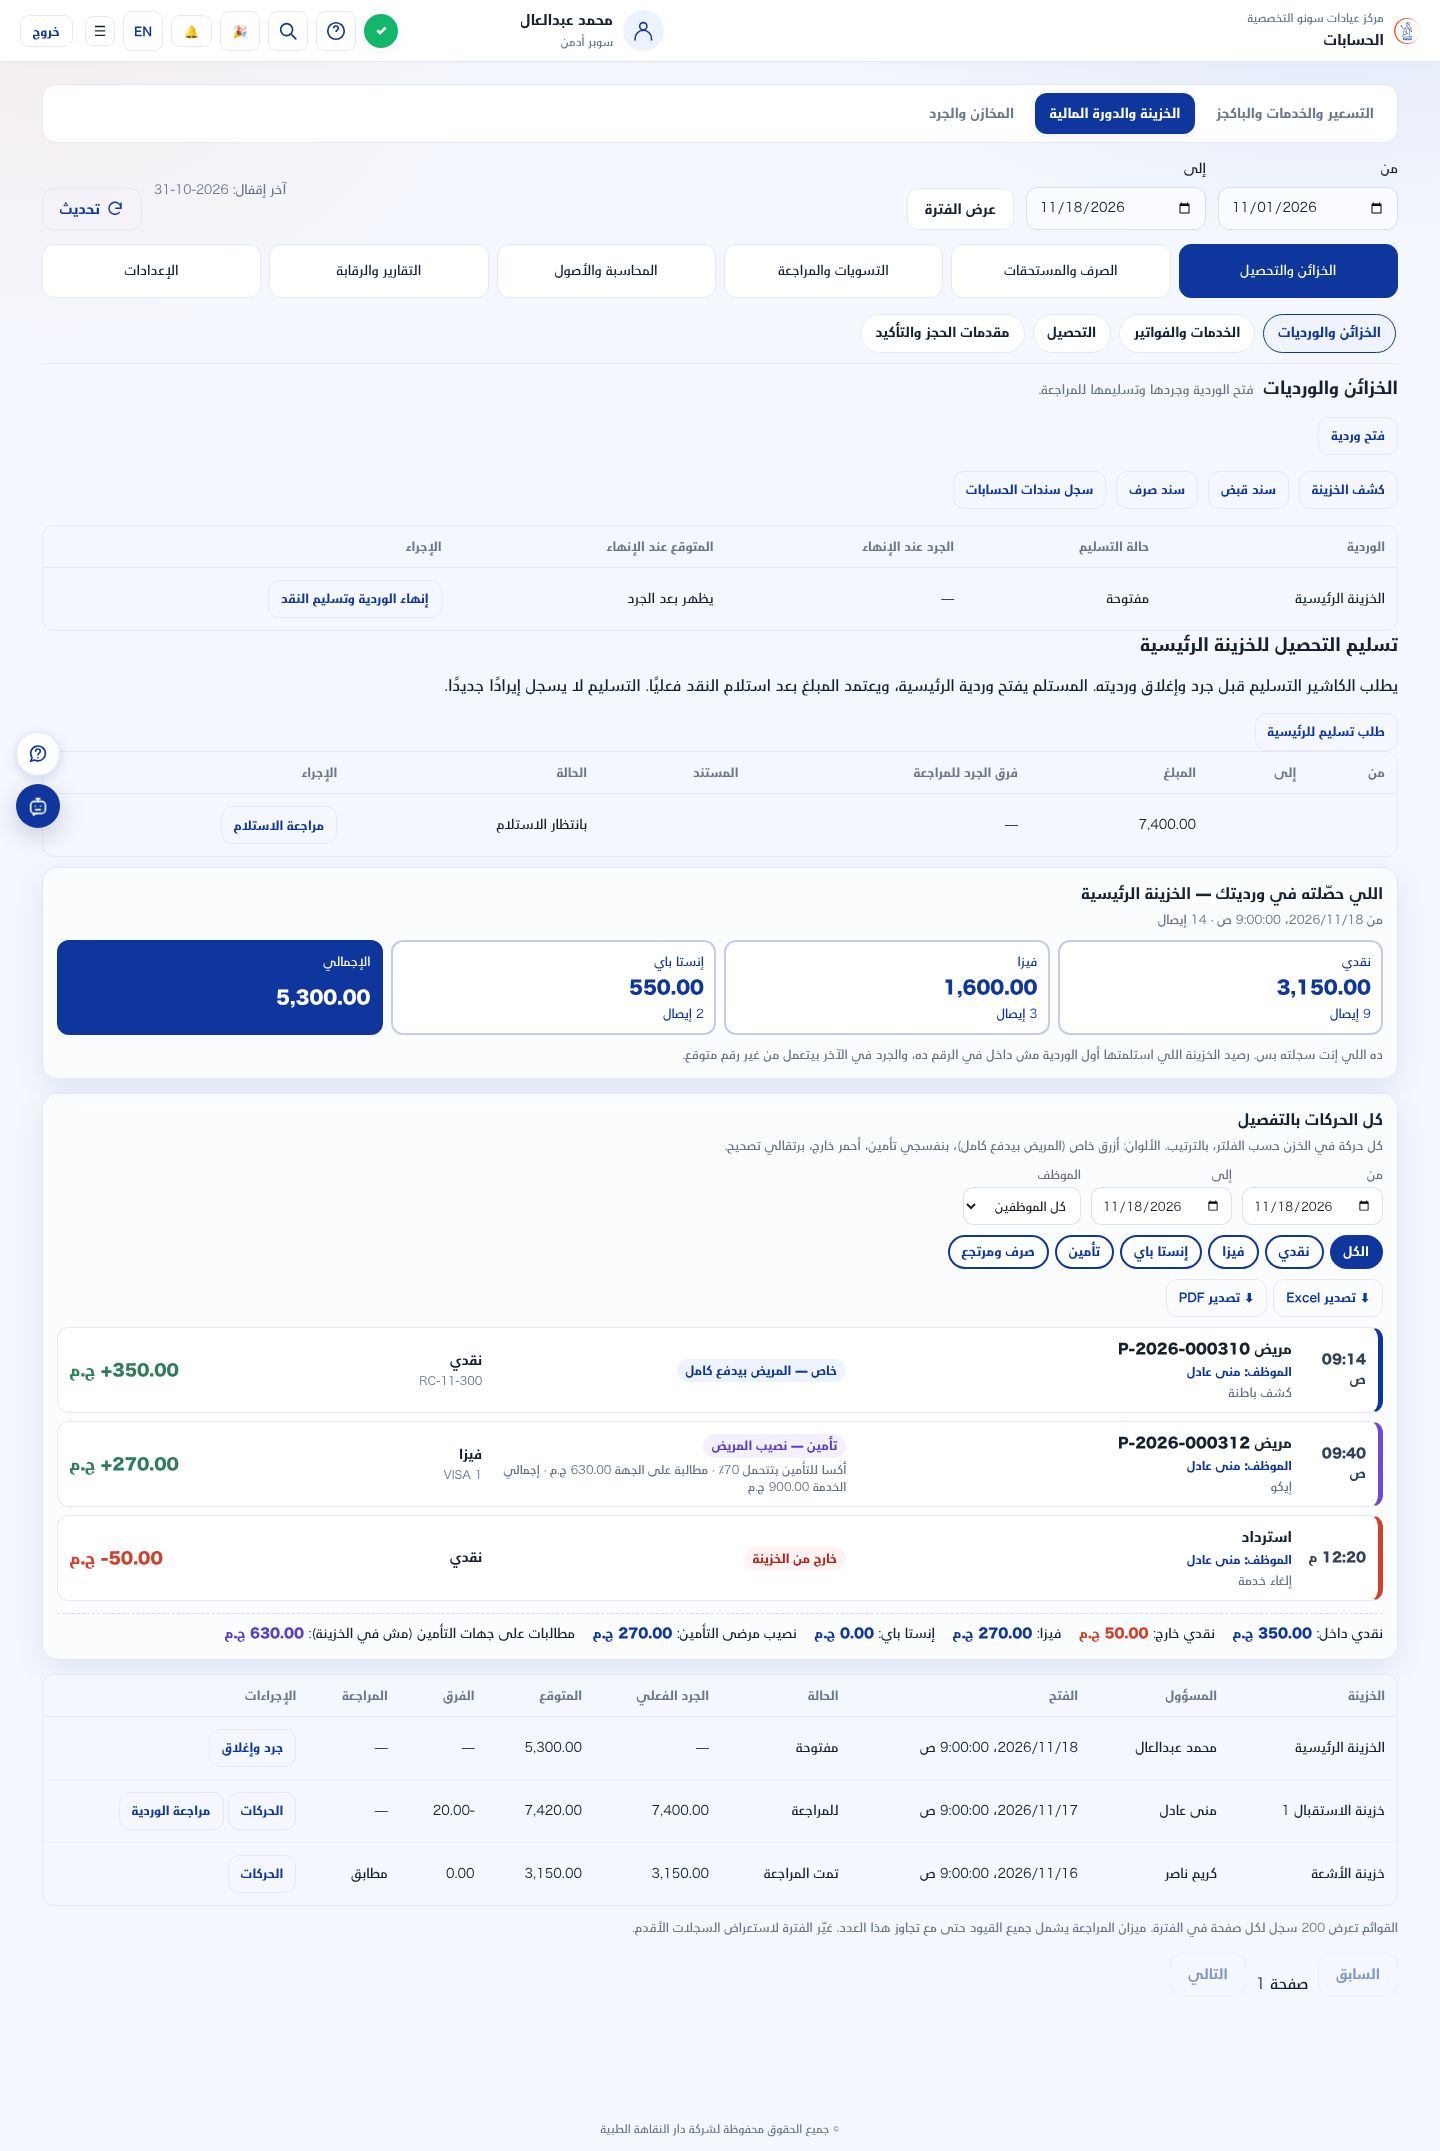 مركز عيادات سونو التخصصية
الحسابات
محمد عبدالعال
سوبر أدمن
EN
خروج
التسعير والخدمات والباكجز
الخزينة والدورة المالية
المخازن والجرد
من
11/01/2026
إلى
11/18/2026
عرض الفترة
آخر إقفال: 2026-10-31
تحديث
الخزائن والتحصيل
الصرف والمستحقات
التسويات والمراجعة
المحاسبة والأصول
التقارير والرقابة
الإعدادات
الخزائن والورديات
الخدمات والفواتير
التحصيل
مقدمات الحجز والتأكيد
الخزائن والورديات فتح الوردية وجردها وتسليمها للمراجعة.
فتح وردية
كشف الخزينة
سند قبض
سند صرف
سجل سندات الحسابات
الوردية حالة التسليم الجرد عند الإنهاء المتوقع عند الإنهاء الإجراء
الخزينة الرئيسية مفتوحة — يظهر بعد الجرد إنهاء الوردية وتسليم النقد
تسليم التحصيل للخزينة الرئيسية
يطلب الكاشير التسليم قبل جرد وإغلاق ورديته. المستلم يفتح وردية الرئيسية، ويعتمد المبلغ بعد استلام النقد فعليًا. التسليم لا يسجل إيرادًا جديدًا.
طلب تسليم للرئيسية
من إلى المبلغ فرق الجرد للمراجعة المستند الحالة الإجراء
7,400.00 — بانتظار الاستلام مراجعة الاستلام
اللي حصّلته في ورديتك — الخزينة الرئيسية
من 2026/11/18، 9:00:00 ص · 14 إيصال
نقدي
3,150.00
9 إيصال
فيزا
1,600.00
3 إيصال
إنستا باي
550.00
2 إيصال
الإجمالي
5,300.00
ده اللي إنت سجلته بس. رصيد الخزينة اللي استلمتها أول الوردية مش داخل في الرقم ده، والجرد في الآخر بيتعمل من غير رقم متوقع.
كل الحركات بالتفصيل
كل حركة في الخزن حسب الفلتر، بالترتيب. الألوان: أزرق خاص (المريض بيدفع كامل)، بنفسجي تأمين، أحمر خارج، برتقالي تصحيح.
من
11/18/2026
إلى
11/18/2026
الموظف
كل الموظفين
الكل
نقدي
فيزا
إنستا باي
تأمين
صرف ومرتجع
⬇ تصدير Excel
⬇ تصدير PDF
09:14 ص
مريض P-2026-000310
الموظف: منى عادل
كشف باطنة
خاص — المريض بيدفع كامل
نقدي
RC-11-300
+350.00 ج.م
09:40 ص
مريض P-2026-000312
الموظف: منى عادل
إيكو
تأمين — نصيب المريض
أكسا للتأمين بتتحمل 70٪ · مطالبة على الجهة 630.00 ج.م · إجمالي
الخدمة 900.00 ج.م
فيزا
VISA 1
+270.00 ج.م
12:20 م
استرداد
الموظف: منى عادل
إلغاء خدمة
خارج من الخزينة
نقدي
-50.00 ج.م
نقدي داخل: 350.00 ج.م نقدي خارج: 50.00 ج.م فيزا: 270.00 ج.م إنستا باي: 0.00 ج.م نصيب مرضى التأمين: 270.00 ج.م مطالبات على جهات التأمين (مش في الخزينة): 630.00 ج.م
الخزينة المسؤول الفتح الحالة الجرد الفعلي المتوقع الفرق المراجعة الإجراءات
الخزينة الرئيسية محمد عبدالعال 2026/11/18، 9:00:00 ص مفتوحة — 5,300.00 — — جرد وإغلاق
خزينة الاستقبال 1 منى عادل 2026/11/17، 9:00:00 ص للمراجعة 7,400.00 7,420.00 -20.00 — الحركات مراجعة الوردية
خزينة الأشعة كريم ناصر 2026/11/16، 9:00:00 ص تمت المراجعة 3,150.00 3,150.00 0.00 مطابق الحركات
القوائم تعرض 200 سجل لكل صفحة في الفترة. ميزان المراجعة يشمل جميع القيود حتى مع تجاوز هذا العدد. غيّر الفترة لاستعراض السجلات الأقدم.
السابق
صفحة 1
التالي
© جميع الحقوق محفوظة لشركة دار النقاهة الطبية